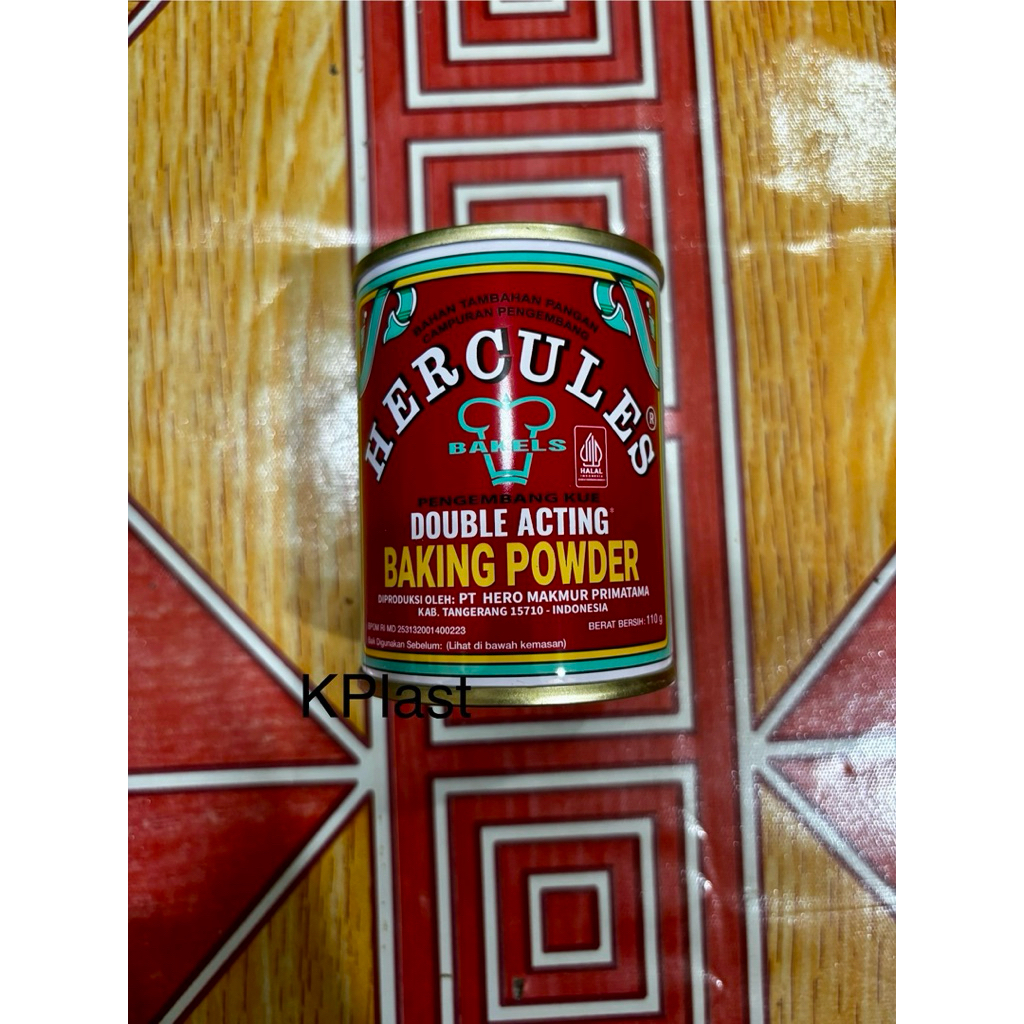 BAHAN TAMBAHAN PANGAN
CAMPURAN PENGEMBANG
HERCULES®
BAKELS
HALAL
INDONESIA
PENGEMBANG KUE
DOUBLE ACTING
BAKING POWDER
DIPRODUKSI OLEH: PT HERO MAKMUR PRIMATAMA
KAB. TANGERANG 15710 - INDONESIA
BPOM RI MD 253132001400223
BERAT BERSIH: 110 g
Baik Digunakan Sebelum: (Lihat di bawah kemasan)
KPlast